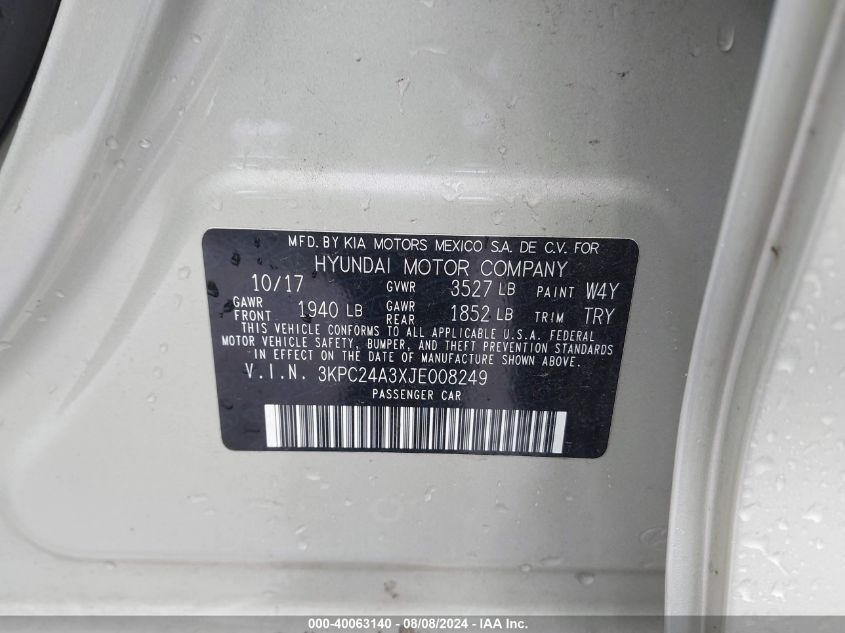 MFD. BY KIA MOTORS MEXICO S.A. DE C.V. FOR
HYUNDAI MOTOR COMPANY
10/17 GVWR 3527 LB PAINT W4Y
GAWR FRONT 1940 LB GAWR REAR 1852 LB TRIM TRY
THIS VEHICLE CONFORMS TO ALL APPLICABLE U.S.A. FEDERAL
MOTOR VEHICLE SAFETY, BUMPER, AND THEFT PREVENTION STANDARDS
IN EFFECT ON THE DATE OF MANUFACTURE SHOWN ABOVE.
V.I.N. 3KPC24A3XJE008249
PASSENGER CAR
000-40063140 - 08/08/2024 - IAA Inc.